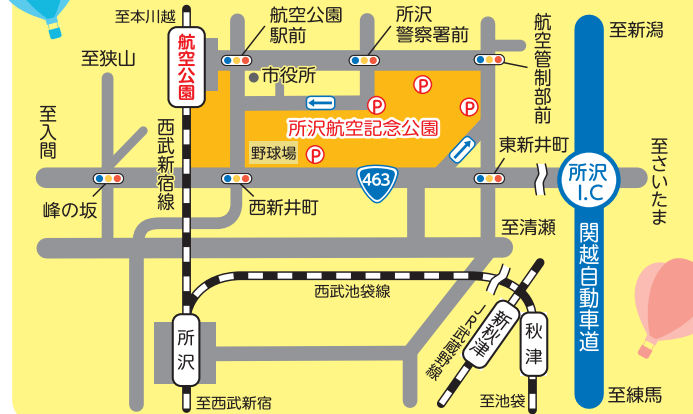 至本川越
航空公園
駅前
所沢
警察署前
航空管制部前
至新潟
至狭山
航空公園
市役所
P
P
P
所沢航空記念公園
至入間
西武新宿線
野球場
P
東新井町
至さいたま
463
所沢
I.C
峰の坂
西新井町
至清瀬
関越自動車道
西武池袋線
JR武蔵野線
新秋津
秋津
所沢
至西武新宿
至池袋
至練馬